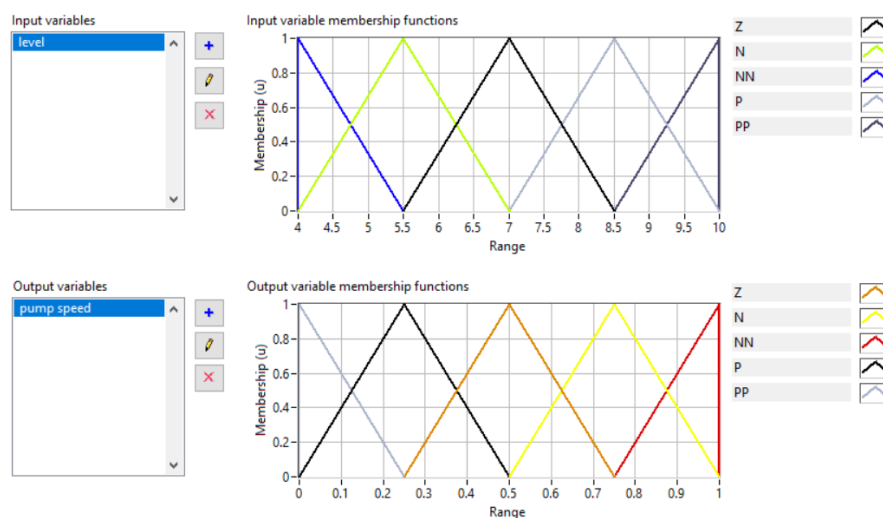 Input variables
level
Input variable membership functions
Membership (u)
1
0.8
0.6
0.4
0.2
0
4 4.5 5 5.5 6 6.5 7 7.5 8 8.5 9 9.5 10
Range
Z
N
NN
P
PP
Output variables
pump speed
Output variable membership functions
Membership (u)
1
0.8
0.6
0.4
0.2
0
0 0.1 0.2 0.3 0.4 0.5 0.6 0.7 0.8 0.9 1
Range
Z
N
NN
P
PP